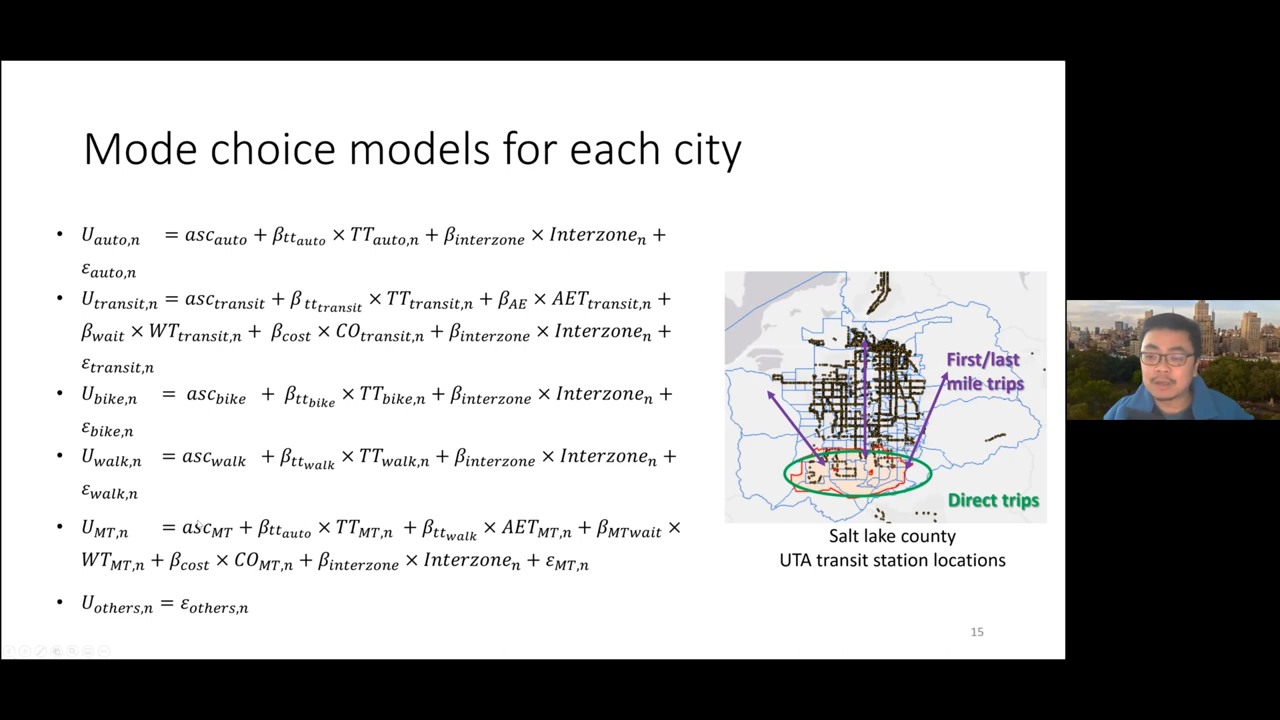 Mode choice models for each city
• U_auto,n = asc_auto + β_tt_auto × TT_auto,n + β_interzone × Interzone_n +
ε_auto,n
• U_transit,n = asc_transit + β_tt_transit × TT_transit,n + β_AE × AET_transit,n +
β_wait × WT_transit,n + β_cost × CO_transit,n + β_interzone × Interzone_n +
ε_transit,n
• U_bike,n = asc_bike + β_tt_bike × TT_bike,n + β_interzone × Interzone_n +
ε_bike,n
• U_walk,n = asc_walk + β_tt_walk × TT_walk,n + β_interzone × Interzone_n +
ε_walk,n
• U_MT,n = asc_MT + β_tt_auto × TT_MT,n + β_tt_walk × AET_MT,n + β_MTwait ×
WT_MT,n + β_cost × CO_MT,n + β_interzone × Interzone_n + ε_MT,n
• U_others,n = ε_others,n
First/last
mile trips
Direct trips
Salt lake county
UTA transit station locations
15